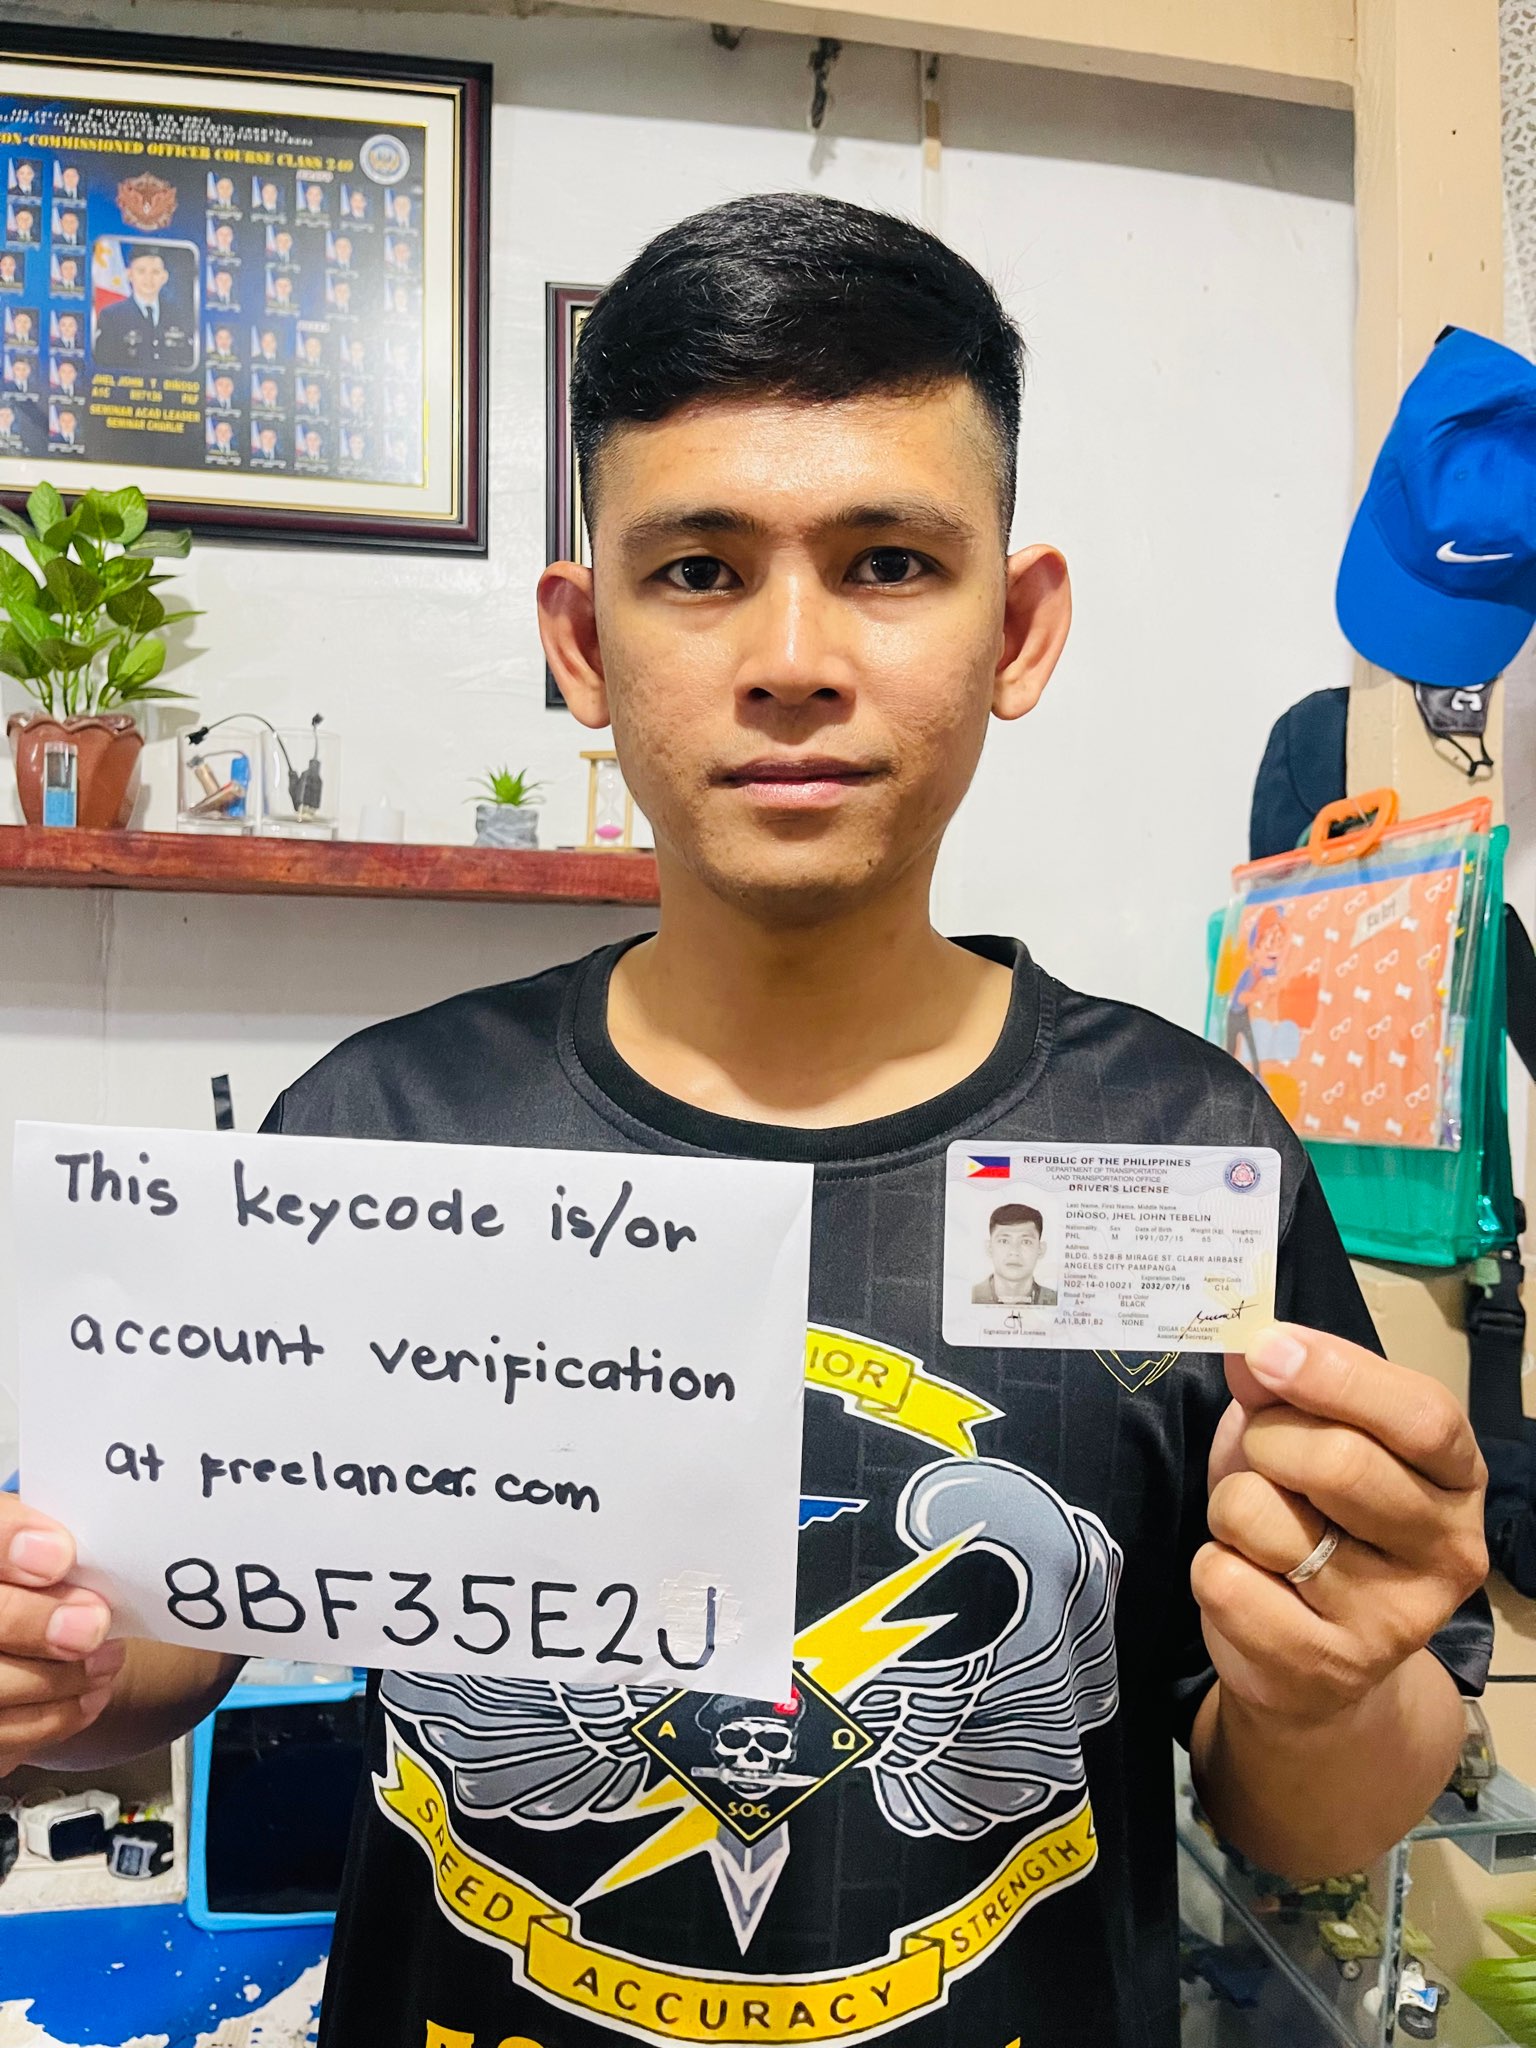 NON-COMMISSIONED OFFICER COURSE CLASS
JHEL JOHN T DIÑOSO
SEMINAR ACAD LEADER
SEMINAR CHARLIE
This keycode is/or
account verification
at freelancer.com
8BF35E2J
REPUBLIC OF THE PHILIPPINES
DEPARTMENT OF TRANSPORTATION
LAND TRANSPORTATION OFFICE
DRIVER'S LICENSE
Last Name, First Name, Middle Name
DIÑOSO, JHEL JOHN TEBELIN
Nationality Sex Date of Birth Weight (kg) Height(m)
PHL M 1991/07/15 65 1.65
Address
BLDG. 5528-B MIRAGE ST. CLARK AIRBASE
ANGELES CITY PAMPANGA
License No. Expiration Date Agency Code
N02-14-010021 2032/07/15 C14
Blood Type Eyes Color
A+ BLACK
DL Codes Conditions
A,A1,B,B1,B2 NONE
Signature of Licensee
EDGAR C. GALVANTE
Assistant Secretary
IOR
A
SOG
SPEED
ACCURACY
STRENGTH